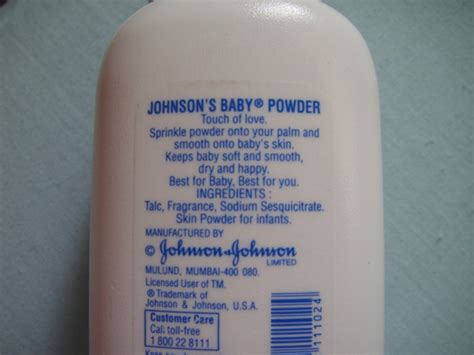 JOHNSON'S BABY® POWDER
Touch of love.
Sprinkle powder onto your palm and
smooth onto baby's skin.
Keeps baby soft and smooth,
dry and happy.
Best for Baby, Best for you.
INGREDIENTS :
Talc, Fragrance, Sodium Sesquicitrate.
Skin Powder for infants.
MANUFACTURED BY
© Johnson & Johnson
LIMITED
MULUND, MUMBAI-400 080.
Licensed User of TM.
® Trademark of
Johnson & Johnson, U.S.A.
Customer Care
Call toll-free
1 800 22 8111
111024